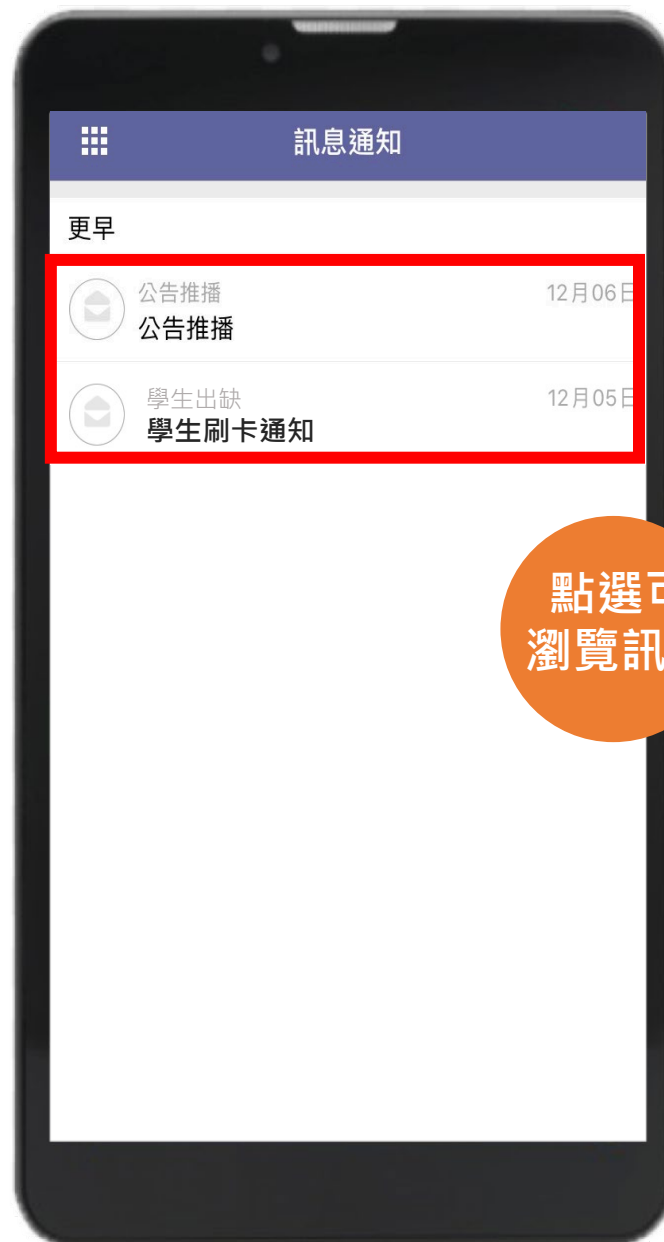 訊息通知
更早
公告推播 12月06日
公告推播
學生出缺 12月05日
學生刷卡通知
點選可
瀏覽訊